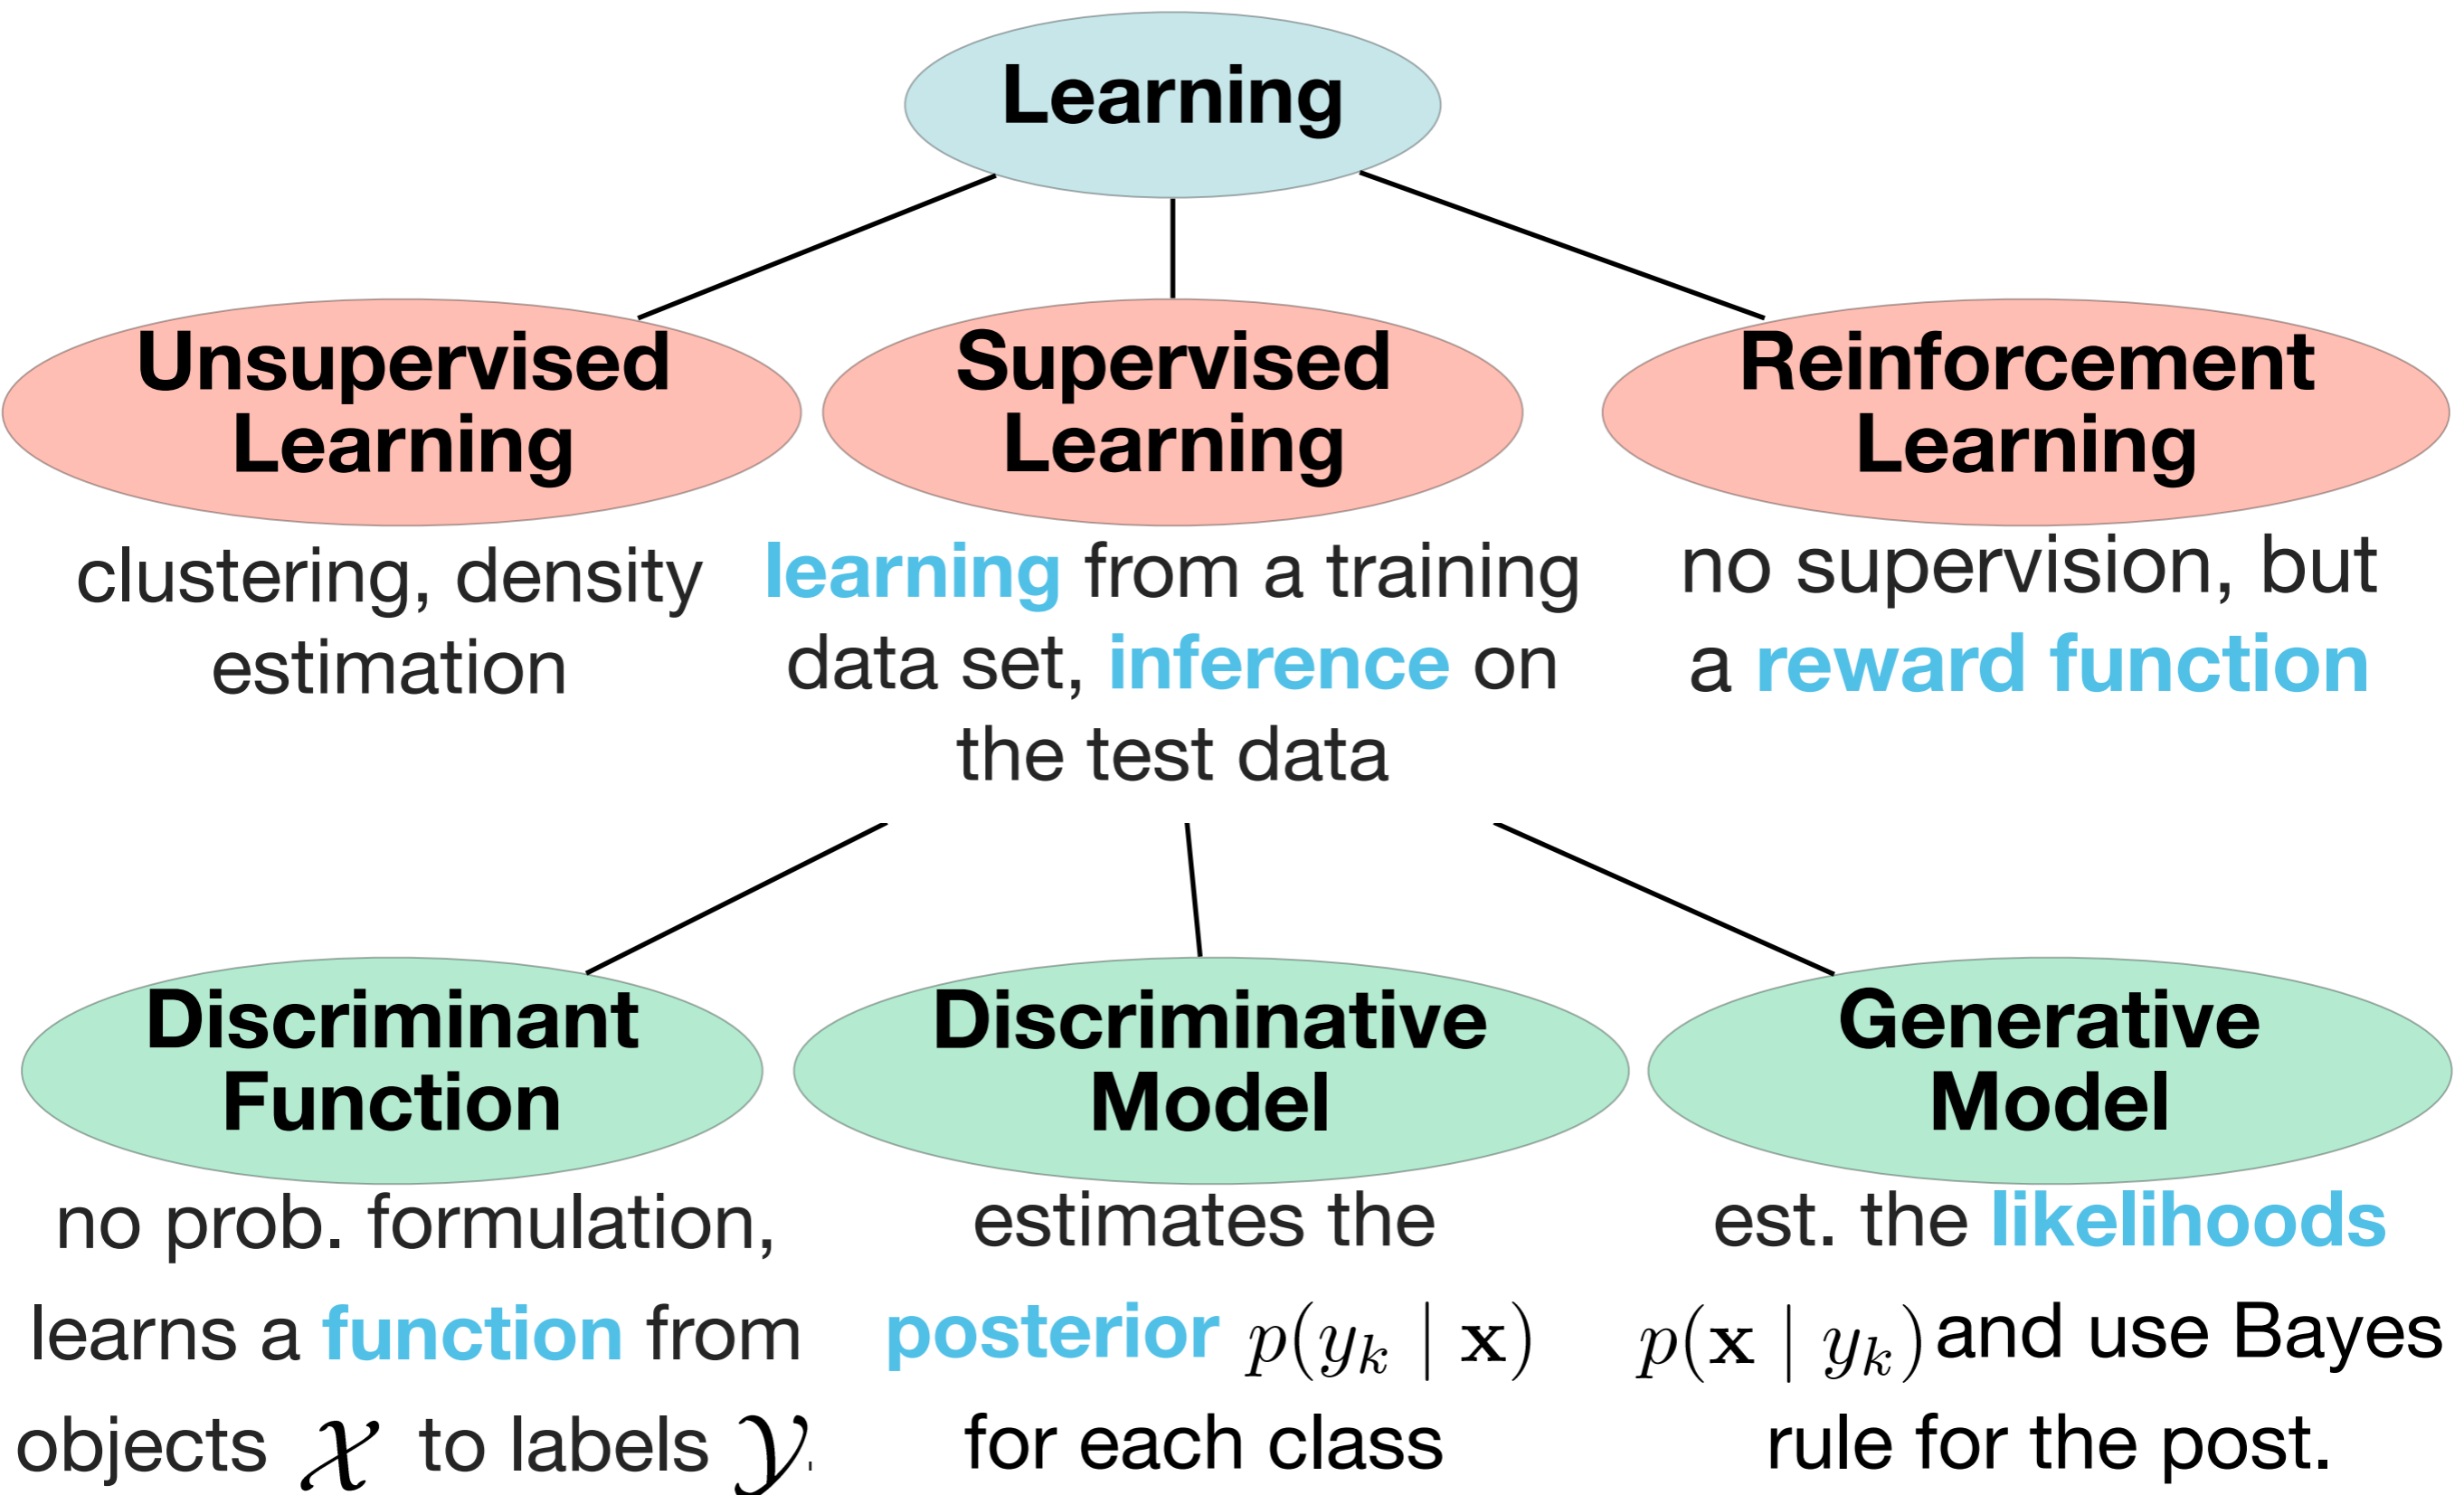 Learning
Unsupervised
Learning
clustering, density
estimation
Supervised
Learning
learning from a training
data set, inference on
the test data
Reinforcement
Learning
no supervision, but
a reward function
Discriminant
Function
no prob. formulation,
learns a function from
objects 𝒳 to labels 𝒴
Discriminative
Model
estimates the
posterior p(yₖ | 𝐱)
for each class
Generative
Model
est. the likelihoods
p(𝐱 | yₖ) and use Bayes
rule for the post.